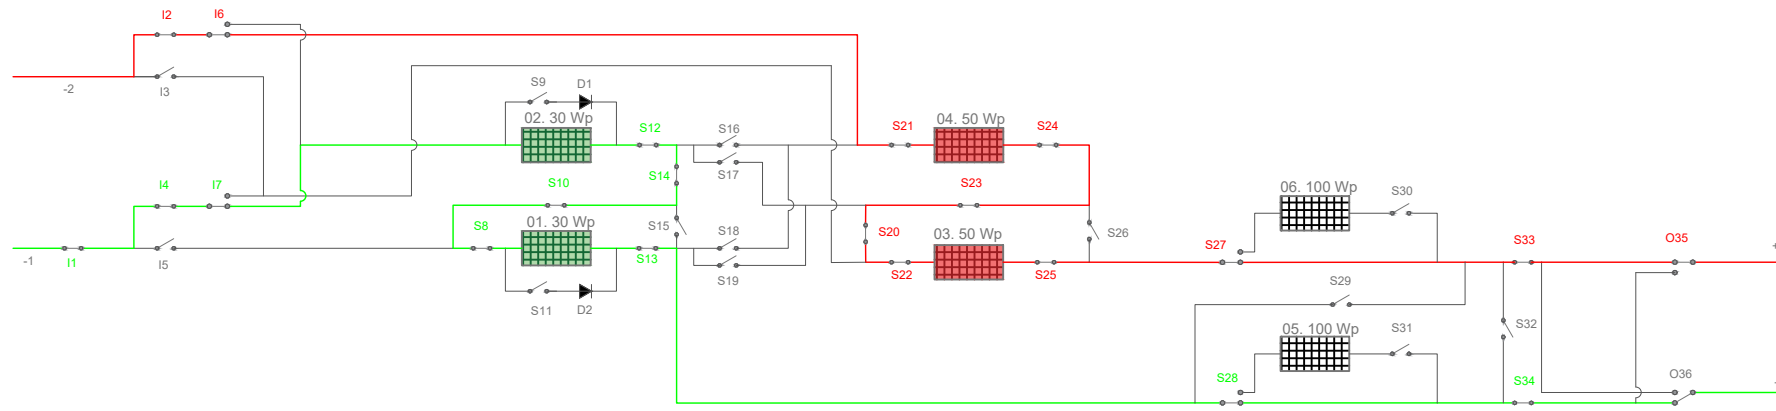 I2
I6
-2
I3
S9
D1
02. 30 Wp
S12
S16
S17
S21
04. 50 Wp
S24
I4
I7
S10
S14
S23
06. 100 Wp
S30
-1
I1
I5
S8
01. 30 Wp
S13
S15
S18
S19
S20
S22
03. 50 Wp
S25
S26
S27
S33
O35
+
S11
D2
S29
S32
05. 100 Wp
S31
S28
S34
O36
-